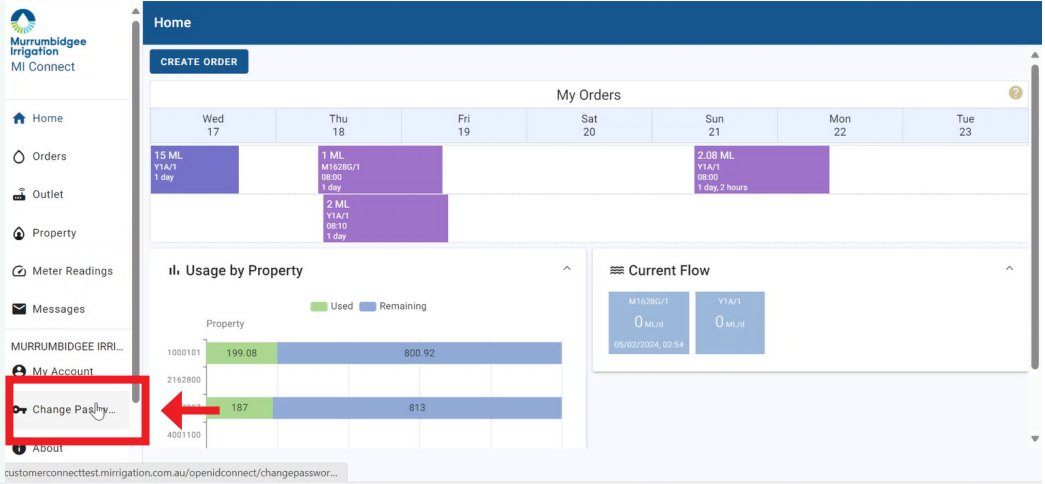 Murrumbidgee
Irrigation
MI Connect
Home
Orders
Outlet
Property
Meter Readings
Messages
MURRUMBIDGEE IRRI...
My Account
Change Passw...
About
Home
CREATE ORDER
My Orders
?
Wed Thu Fri Sat Sun Mon Tue
17 18 19 20 21 22 23
15 ML
Y1A/1
1 day
1 ML
M1628G/1
08:00
1 day
2.08 ML
Y1A/1
08:00
1 day, 2 hours
2 ML
Y1A/1
08:10
1 day
Usage by Property
Used Remaining
Property
1000101 199.08 800.92
2162800
187 813
4001100
Current Flow
M1628G/1
0 ML/d
05/02/2024, 02:54
Y1A/1
0 ML/d
customerconnecttest.mirrigation.com.au/openidconnect/changepasswor...